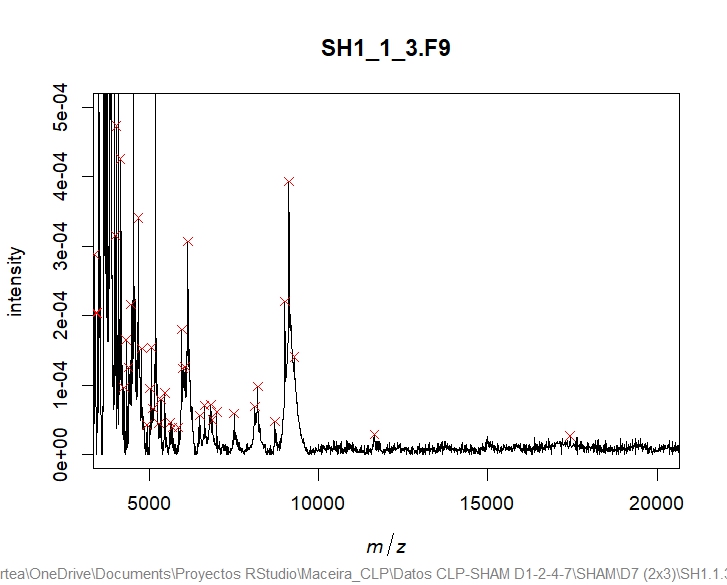 SH1_1_3.F9
intensity
5e-04
4e-04
3e-04
2e-04
1e-04
0e+00
5000 10000 15000 20000
m/z
rtea\OneDrive\Documents\Proyectos RStudio\Maceira_CLP\Datos CLP-SHAM D1-2-4-7\SHAM\D7 (2x3)\SH1.1.3